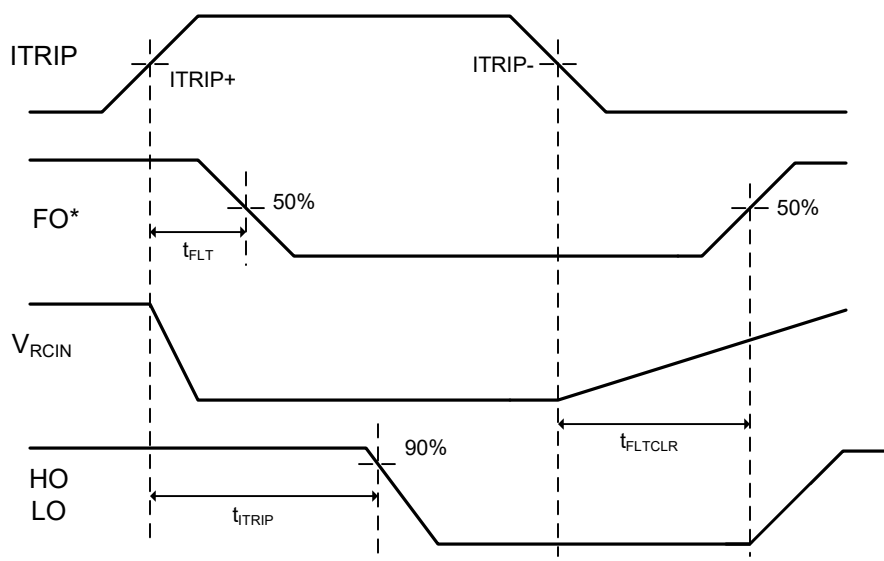 ITRIP
ITRIP+
ITRIP-
FO*
50%
50%
tFLT
VRCIN
tFLTCLR
90%
HO
LO
tITRIP